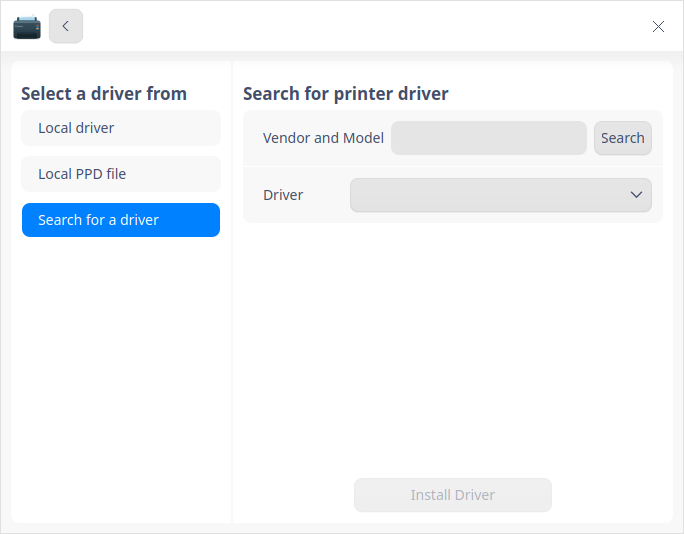 Select a driver from
Local driver
Local PPD file
Search for a driver
Search for printer driver
Vendor and Model
Search
Driver
Install Driver